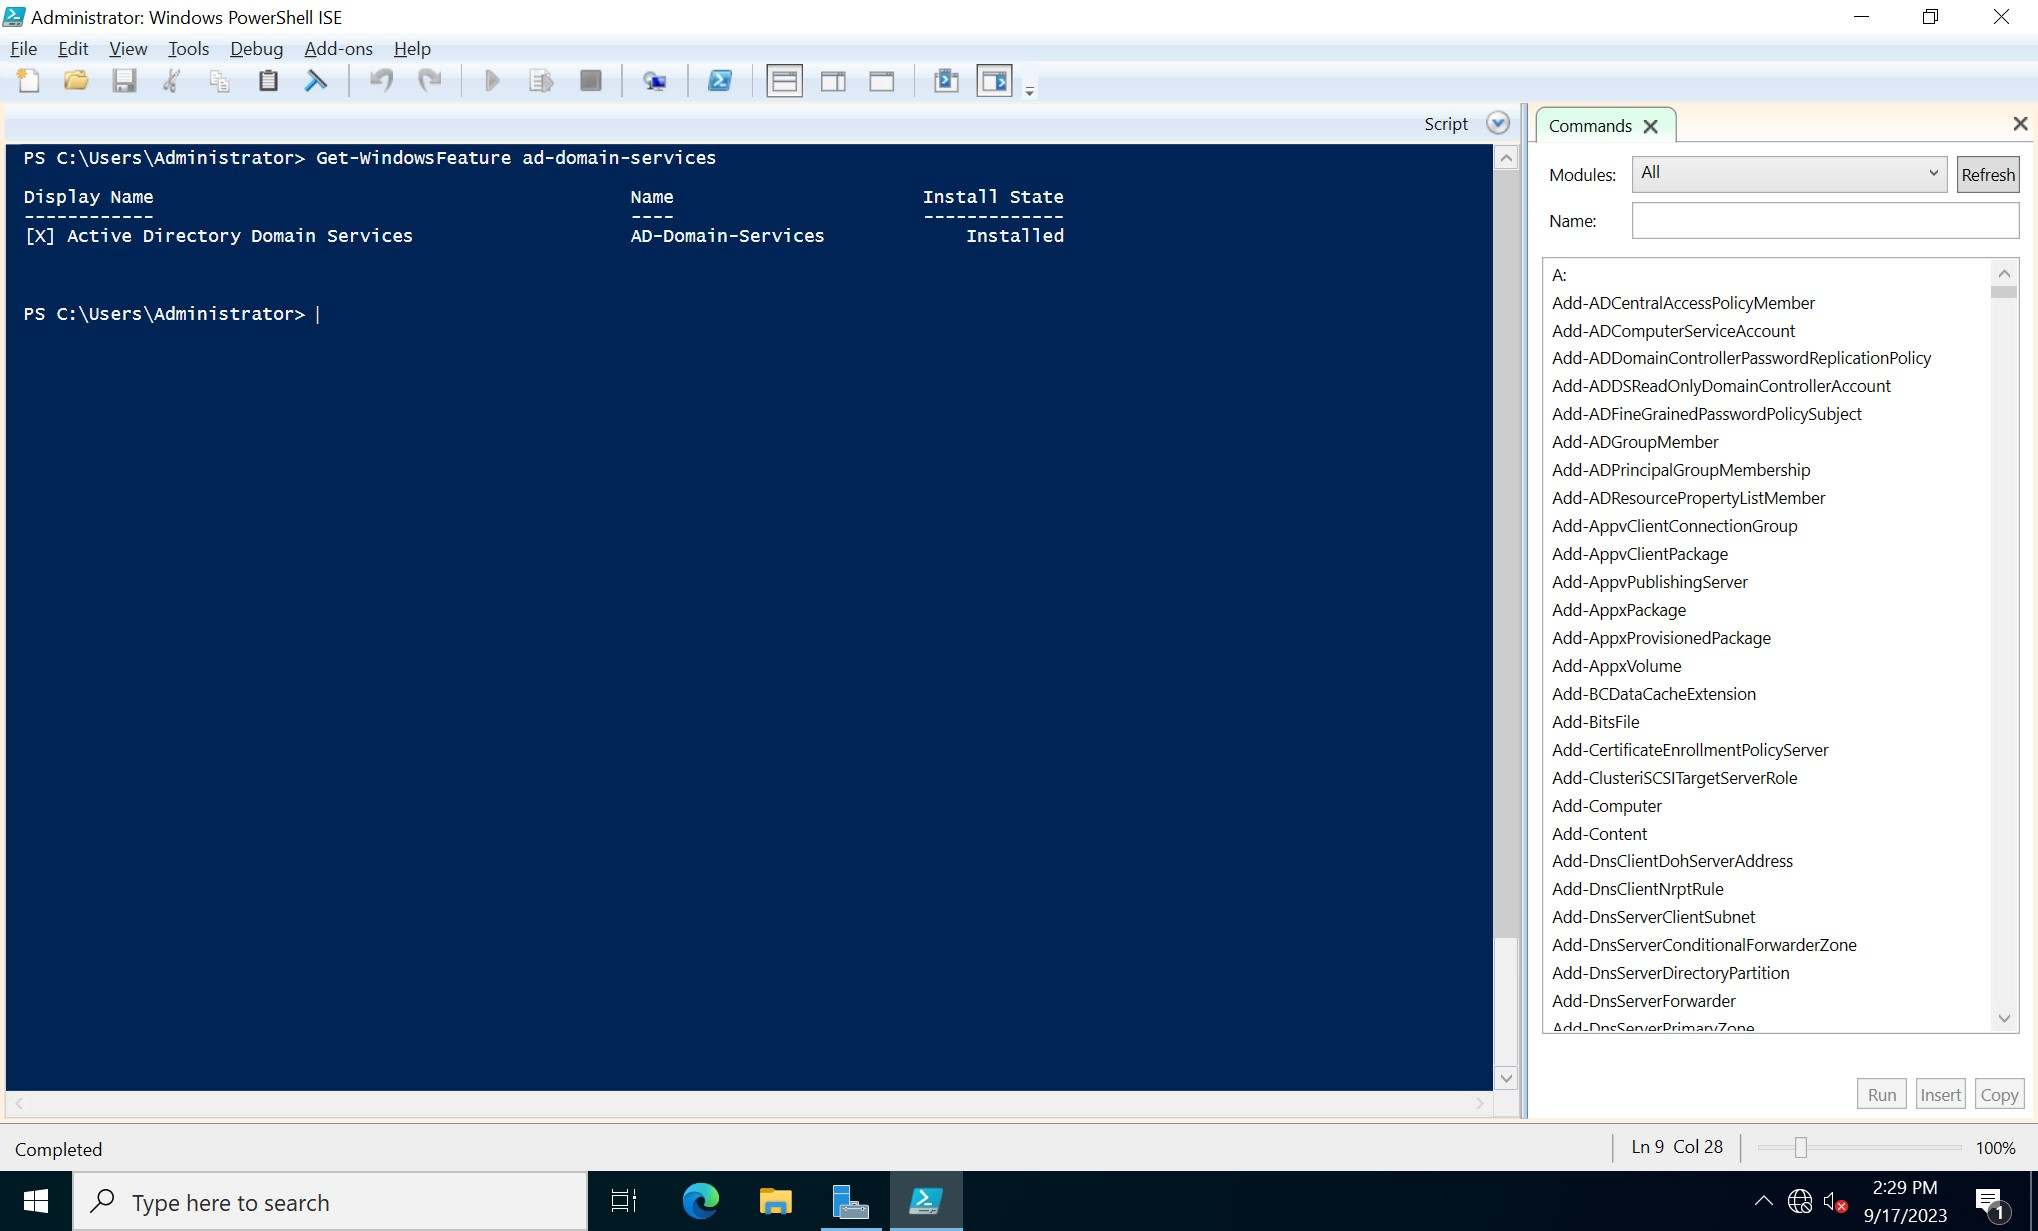 Administrator: Windows PowerShell ISE
File Edit View Tools Debug Add-ons Help
Script
PS C:\Users\Administrator> Get-WindowsFeature ad-domain-services
Display Name Name Install State
------------ ---- -------------
[X] Active Directory Domain Services AD-Domain-Services Installed
PS C:\Users\Administrator>
Commands
Modules: All Refresh
Name:
A:
Add-ADCentralAccessPolicyMember
Add-ADComputerServiceAccount
Add-ADDomainControllerPasswordReplicationPolicy
Add-ADDSReadOnlyDomainControllerAccount
Add-ADFineGrainedPasswordPolicySubject
Add-ADGroupMember
Add-ADPrincipalGroupMembership
Add-ADResourcePropertyListMember
Add-AppvClientConnectionGroup
Add-AppvClientPackage
Add-AppvPublishingServer
Add-AppxPackage
Add-AppxProvisionedPackage
Add-AppxVolume
Add-BCDataCacheExtension
Add-BitsFile
Add-CertificateEnrollmentPolicyServer
Add-ClusteriSCSITargetServerRole
Add-Computer
Add-Content
Add-DnsClientDohServerAddress
Add-DnsClientNrptRule
Add-DnsServerClientSubnet
Add-DnsServerConditionalForwarderZone
Add-DnsServerDirectoryPartition
Add-DnsServerForwarder
Add-DnsServerPrimaryZone
Run Insert Copy
Completed
Ln 9 Col 28
100%
Type here to search
2:29 PM
9/17/2023
1